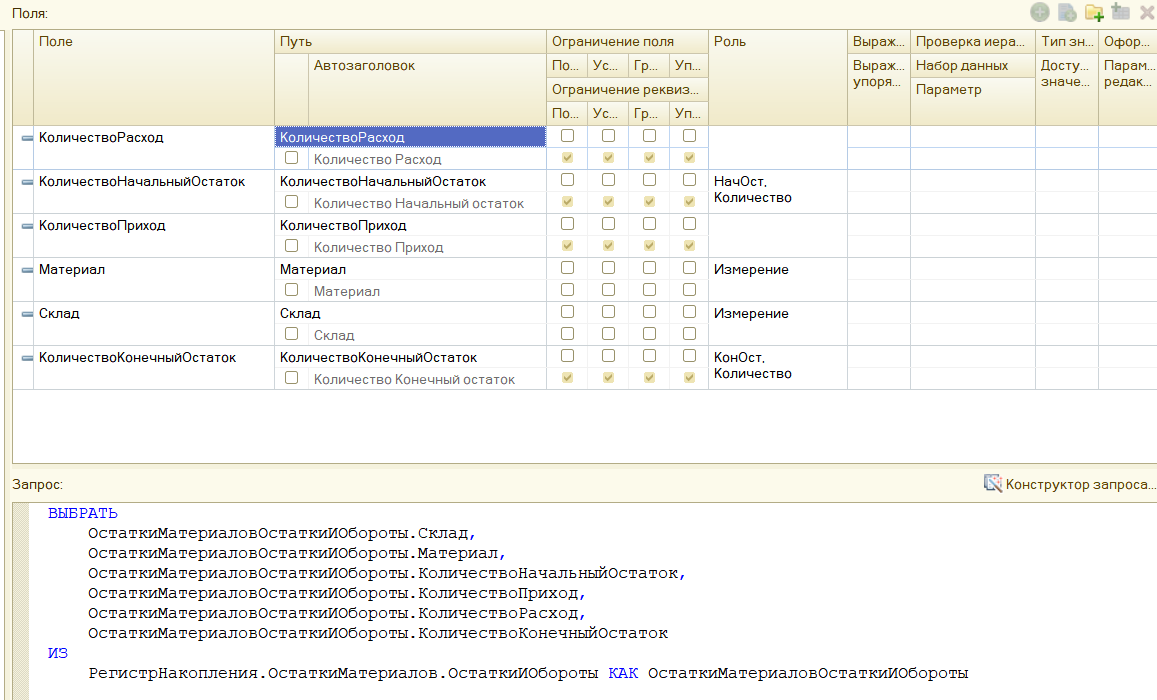 Поля:
Поле Путь Ограничение поля Роль Выраж... Проверка иера... Тип зн... Офор...
Автозаголовок По... Ус... Гр... Уп... Выраж... упоря... Набор данных Досту... значе... Парам... редак...
Ограничение реквиз... Параметр
По... Ус... Гр... Уп...
КоличествоРасход КоличествоРасход
Количество Расход
КоличествоНачальныйОстаток КоличествоНачальныйОстаток НачОст,
Количество Начальный остаток Количество
КоличествоПриход КоличествоПриход
Количество Приход
Материал Материал Измерение
Материал
Склад Склад Измерение
Склад
КоличествоКонечныйОстаток КоличествоКонечныйОстаток КонОст,
Количество Конечный остаток Количество
Запрос: Конструктор запроса...
ВЫБРАТЬ
ОстаткиМатериаловОстаткиИОбороты.Склад,
ОстаткиМатериаловОстаткиИОбороты.Материал,
ОстаткиМатериаловОстаткиИОбороты.КоличествоНачальныйОстаток,
ОстаткиМатериаловОстаткиИОбороты.КоличествоПриход,
ОстаткиМатериаловОстаткиИОбороты.КоличествоРасход,
ОстаткиМатериаловОстаткиИОбороты.КоличествоКонечныйОстаток
ИЗ
РегистрНакопления.ОстаткиМатериалов.ОстаткиИОбороты КАК ОстаткиМатериаловОстаткиИОбороты